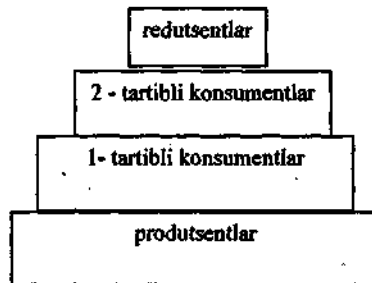 redutsentlar
2 - tartibli konsumentlar
1- tartibli konsumentlar
produtsentlar